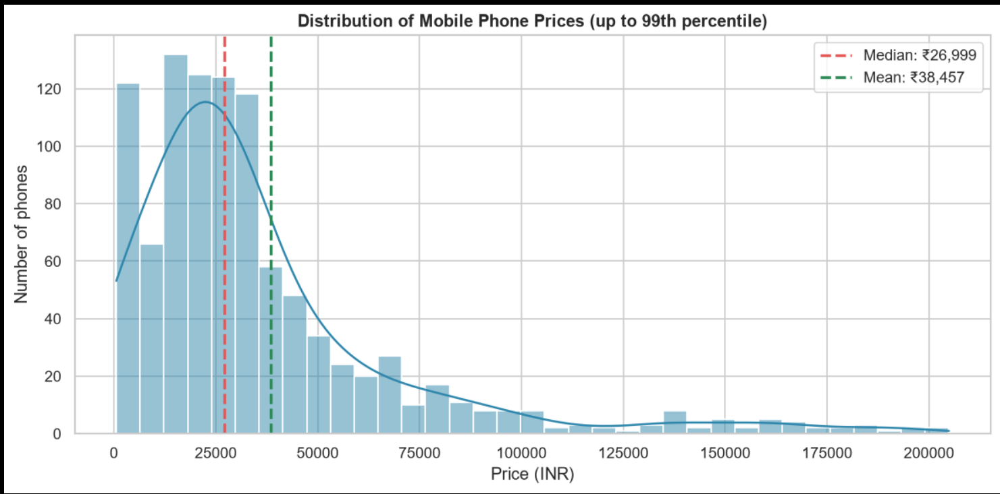 Distribution of Mobile Phone Prices (up to 99th percentile)
Median: ₹26,999
Mean: ₹38,457
Number of phones
120
100
80
60
40
20
0
0 25000 50000 75000 100000 125000 150000 175000 200000
Price (INR)